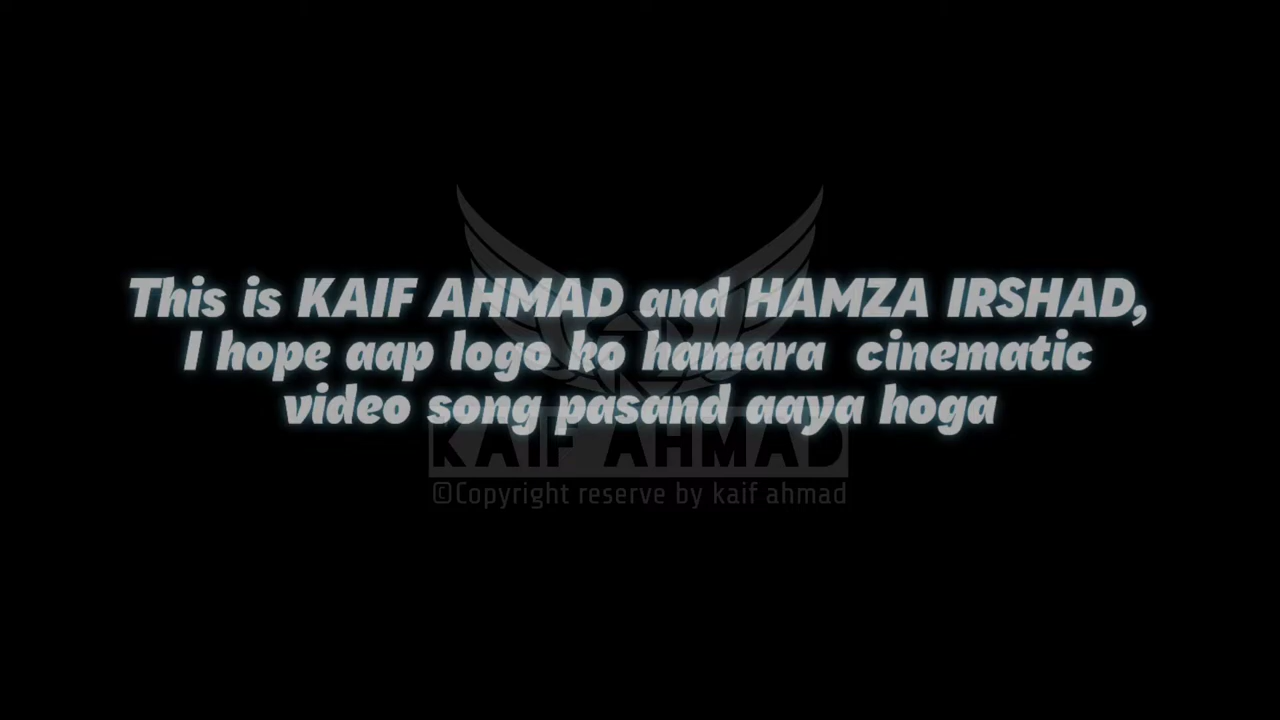 This is KAIF AHMAD and HAMZA IRSHAD,
I hope aap logo ko hamara  cinematic
video song pasand aaya hoga
KAIF AHMAD
©Copyright reserve by kaif ahmad